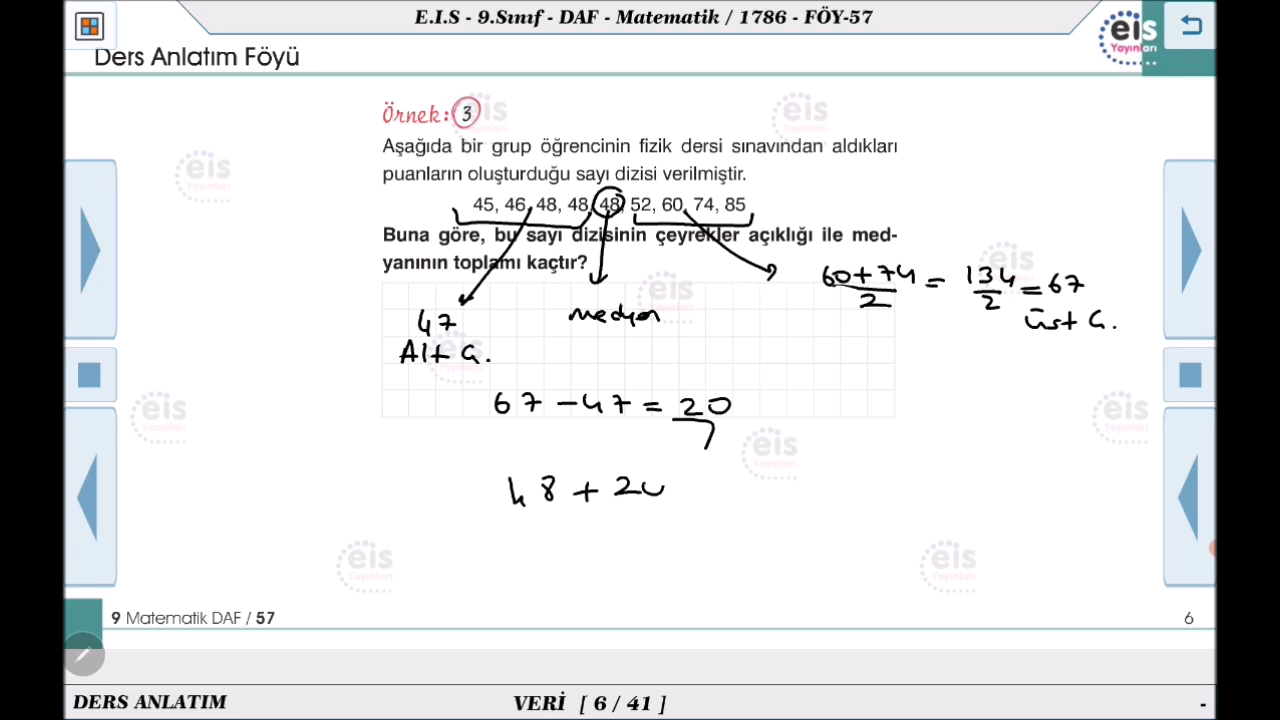 E.I.S - 9.Sınıf - DAF - Matematik / 1786 - FÖY-57
eis
Yayınları
Ders Anlatım Föyü
Örnek: 3
Aşağıda bir grup öğrencinin fizik dersi sınavından aldıkları
puanların oluşturduğu sayı dizisi verilmiştir.
45, 46, 48, 48, 48, 52, 60, 74, 85
Buna göre, bu sayı dizisinin çeyrekler açıklığı ile med-
yanının toplamı kaçtır?
60+74/2 = 134/2 = 67
Üst Ç.
medyan
47
Alt Ç.
67 - 47 = 20
48 + 20
9 Matematik DAF / 57
6
DERS ANLATIM
VERİ [ 6 / 41 ]
-